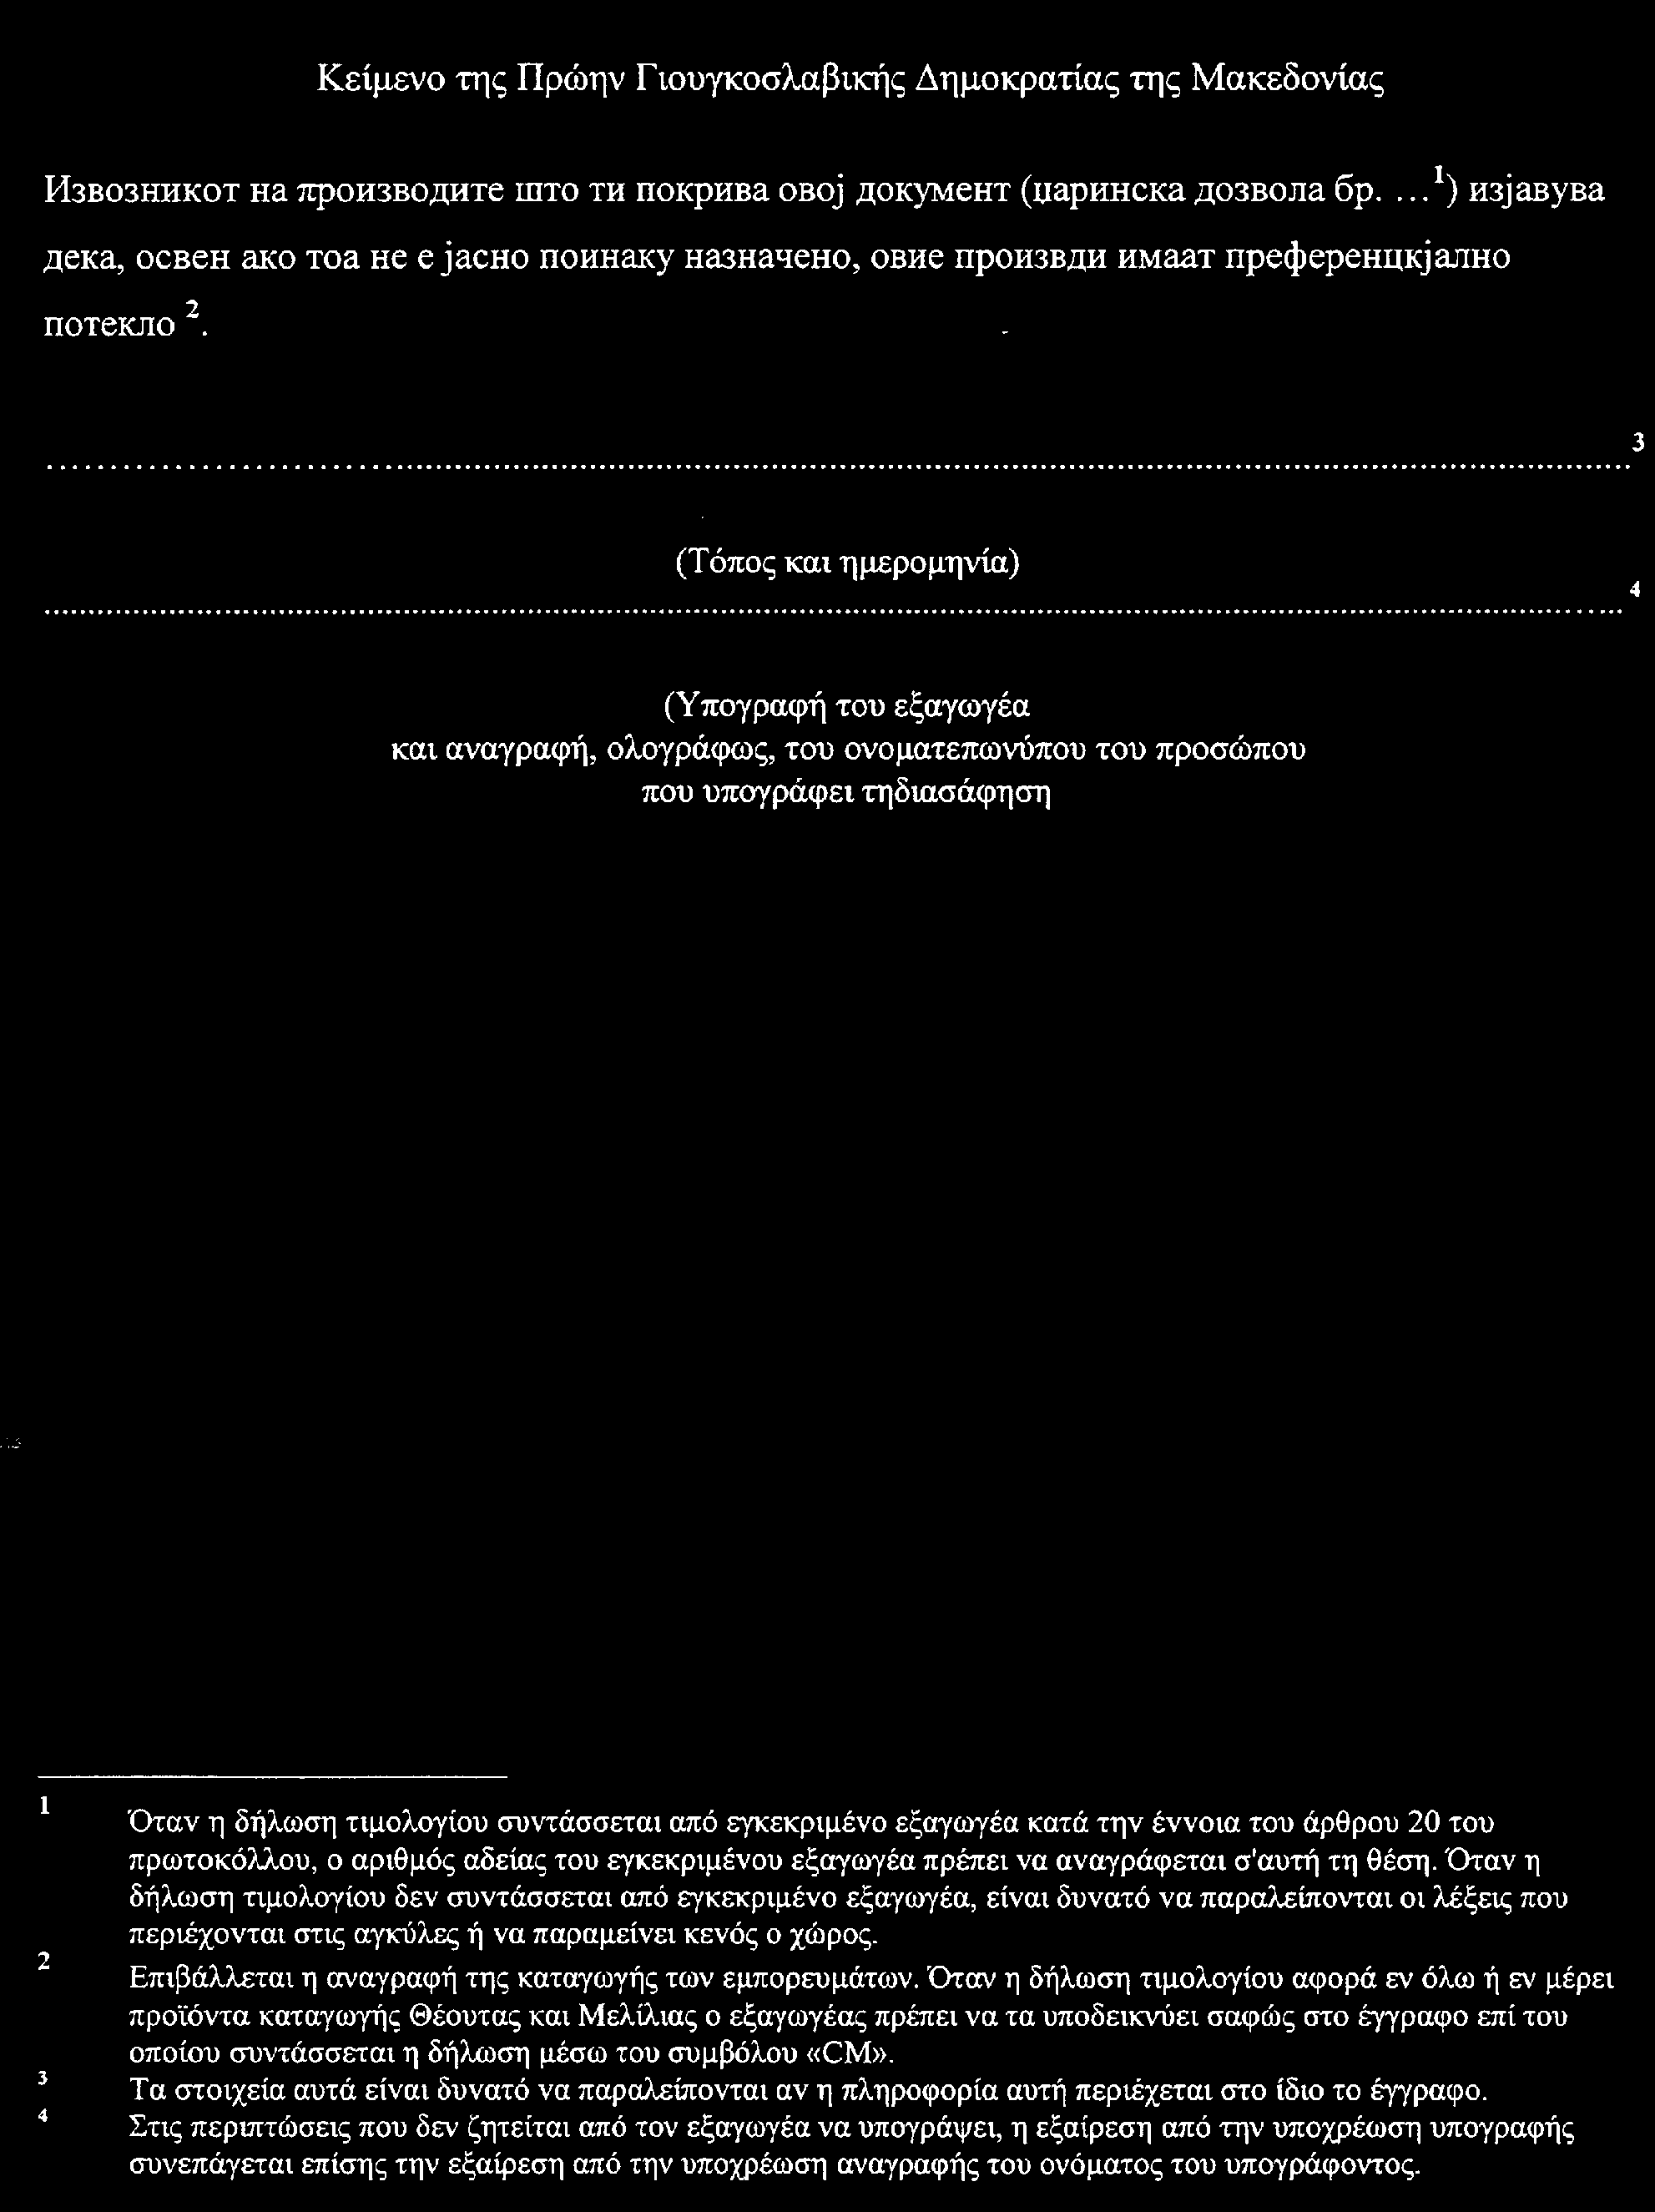 Κείμενο της Πρώην Γιουγκοσλαβικής Δημοκρατίας της Μακεδονίας
Извозникот на производите што ти покрива овој документ (царинска дозвола бр. ...¹) изјавува
дека, освен ако тоа не е јасно поинаку назначено, овие произвди имаат преференцкјално
потекло ².
3
(Τόπος και ημερομηνία)
4
(Υπογραφή του εξαγωγέα
και αναγραφή, ολογράφως, του ονοματεπωνύπου του προσώπου
που υπογράφει τηδιασάφηση
1 Όταν η δήλωση τιμολογίου συντάσσεται από εγκεκριμένο εξαγωγέα κατά την έννοια του άρθρου 20 του
πρωτοκόλλου, ο αριθμός αδείας του εγκεκριμένου εξαγωγέα πρέπει να αναγράφεται σ'αυτή τη θέση. Όταν η
δήλωση τιμολογίου δεν συντάσσεται από εγκεκριμένο εξαγωγέα, είναι δυνατό να παραλείπονται οι λέξεις που
περιέχονται στις αγκύλες ή να παραμείνει κενός ο χώρος.
2 Επιβάλλεται η αναγραφή της καταγωγής των εμπορευμάτων. Όταν η δήλωση τιμολογίου αφορά εν όλω ή εν μέρει
προϊόντα καταγωγής Θέουτας και Μελίλιας ο εξαγωγέας πρέπει να τα υποδεικνύει σαφώς στο έγγραφο επί του
οποίου συντάσσεται η δήλωση μέσω του συμβόλου «CM».
3 Τα στοιχεία αυτά είναι δυνατό να παραλείπονται αν η πληροφορία αυτή περιέχεται στο ίδιο το έγγραφο.
4 Στις περιπτώσεις που δεν ζητείται από τον εξαγωγέα να υπογράψει, η εξαίρεση από την υποχρέωση υπογραφής
συνεπάγεται επίσης την εξαίρεση από την υποχρέωση αναγραφής του ονόματος του υπογράφοντος.